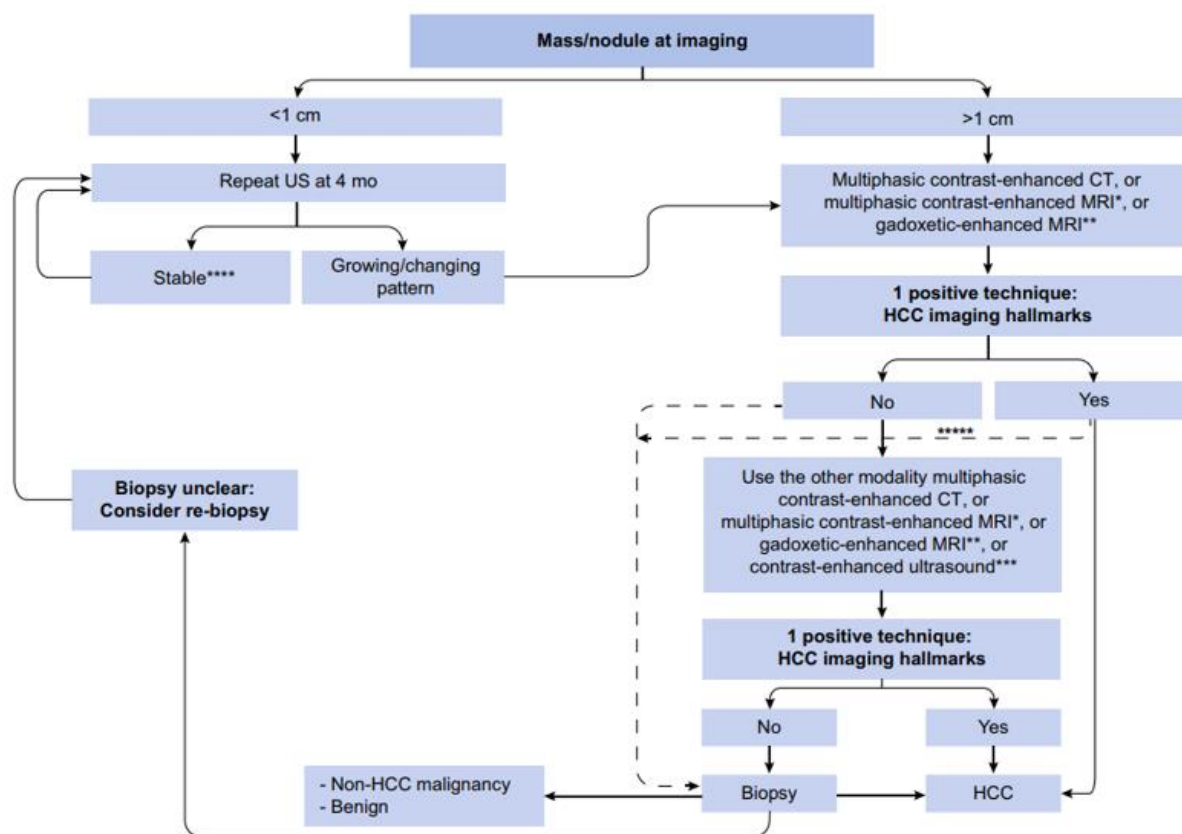 Mass/nodule at imaging
<1 cm
>1 cm
Repeat US at 4 mo
Multiphasic contrast-enhanced CT, or
multiphasic contrast-enhanced MRI*, or
gadoxetic-enhanced MRI**
Stable****
Growing/changing
pattern
1 positive technique:
HCC imaging hallmarks
No
Yes
*****
Use the other modality multiphasic
contrast-enhanced CT, or
multiphasic contrast-enhanced MRI*, or
gadoxetic-enhanced MRI**, or
contrast-enhanced ultrasound***
Biopsy unclear:
Consider re-biopsy
1 positive technique:
HCC imaging hallmarks
No
Yes
- Non-HCC malignancy
- Benign
Biopsy
HCC